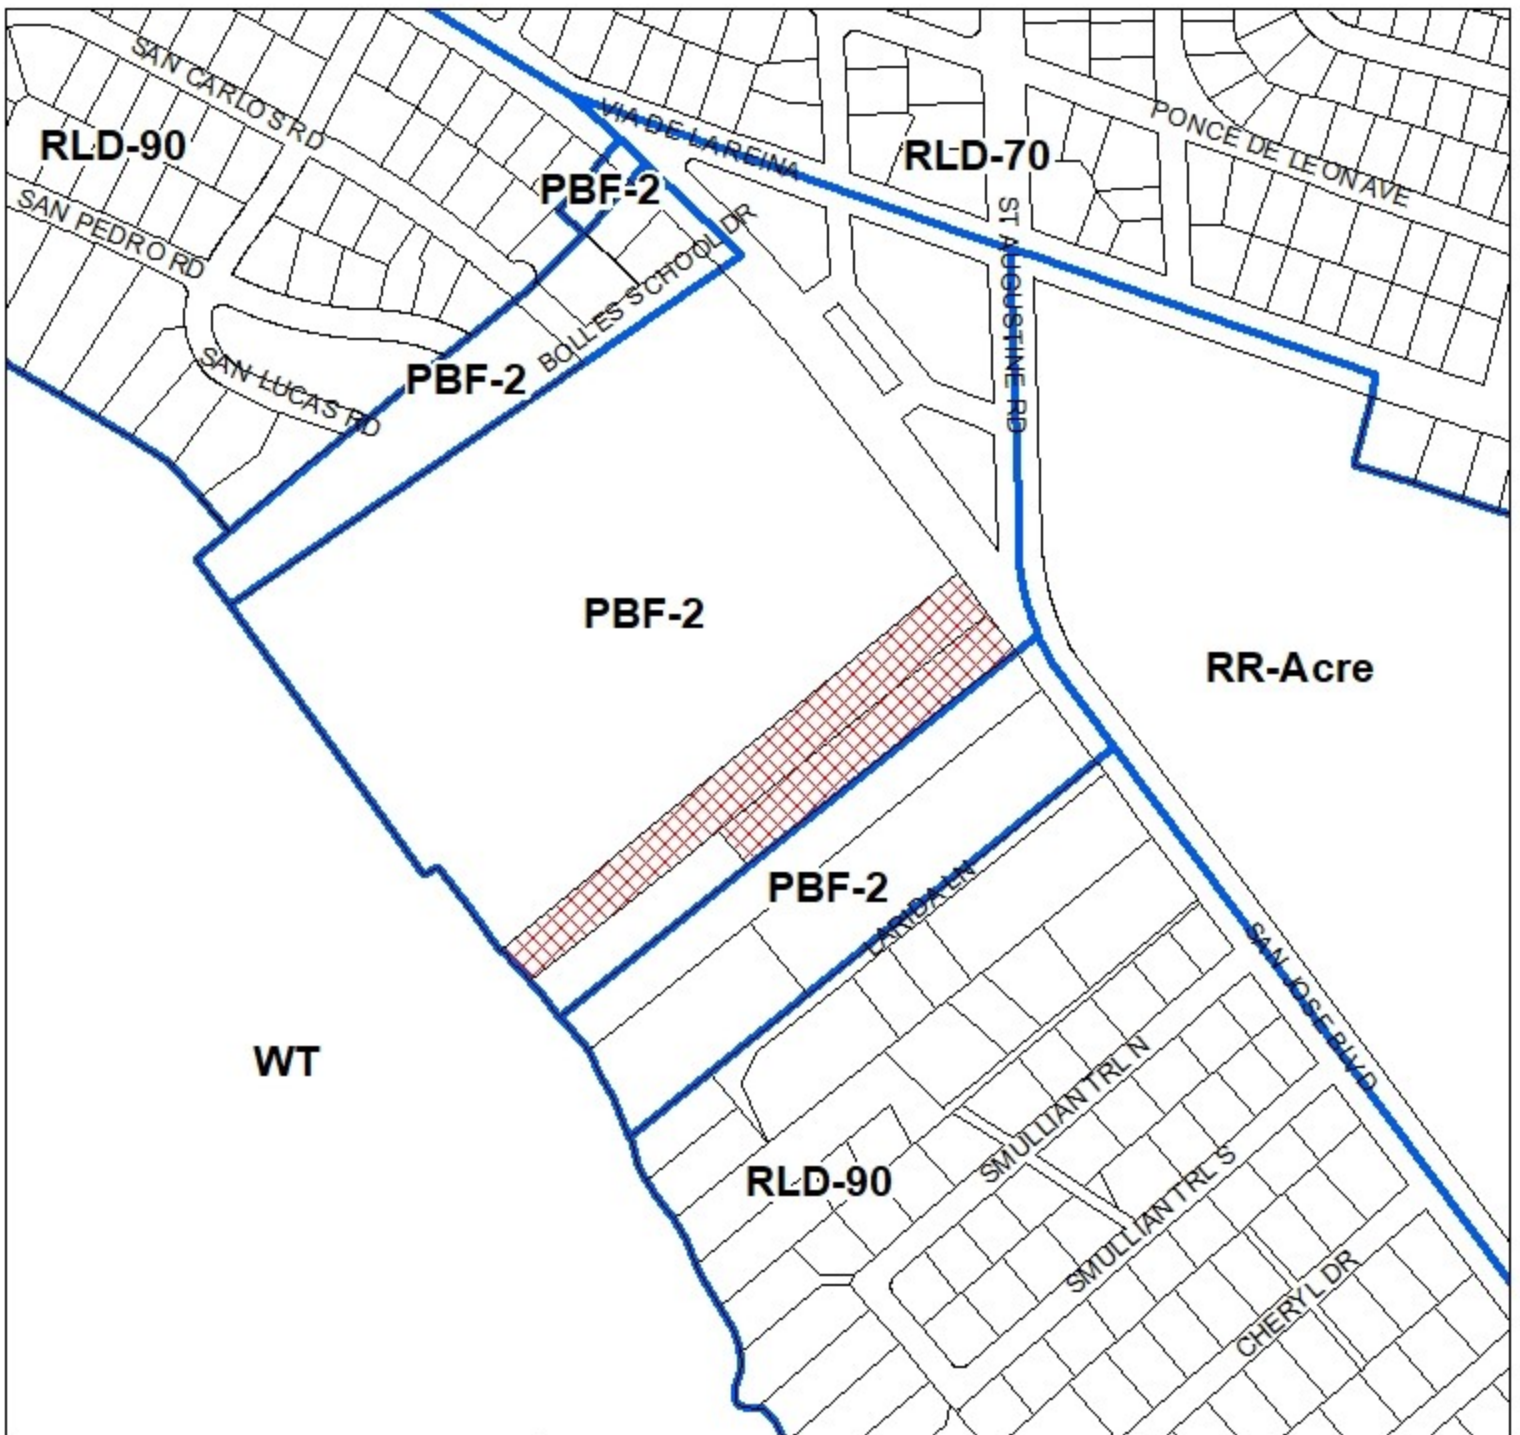 SAN CARLOS RD
RLD-90
VIA DE LA REINA
PONCE DE LEON AVE
RLD-70
PBF-2
SAN PEDRO RD
ST AUGUSTINE RD
BOLLES SCHOOL DR
SAN LUCAS RD
PBF-2
PBF-2
RR-Acre
PBF-2
LARIDA LN
SAN JOSE BLVD
WT
SMULLIAN TRL N
RLD-90
SMULLIAN TRL S
CHERYL DR